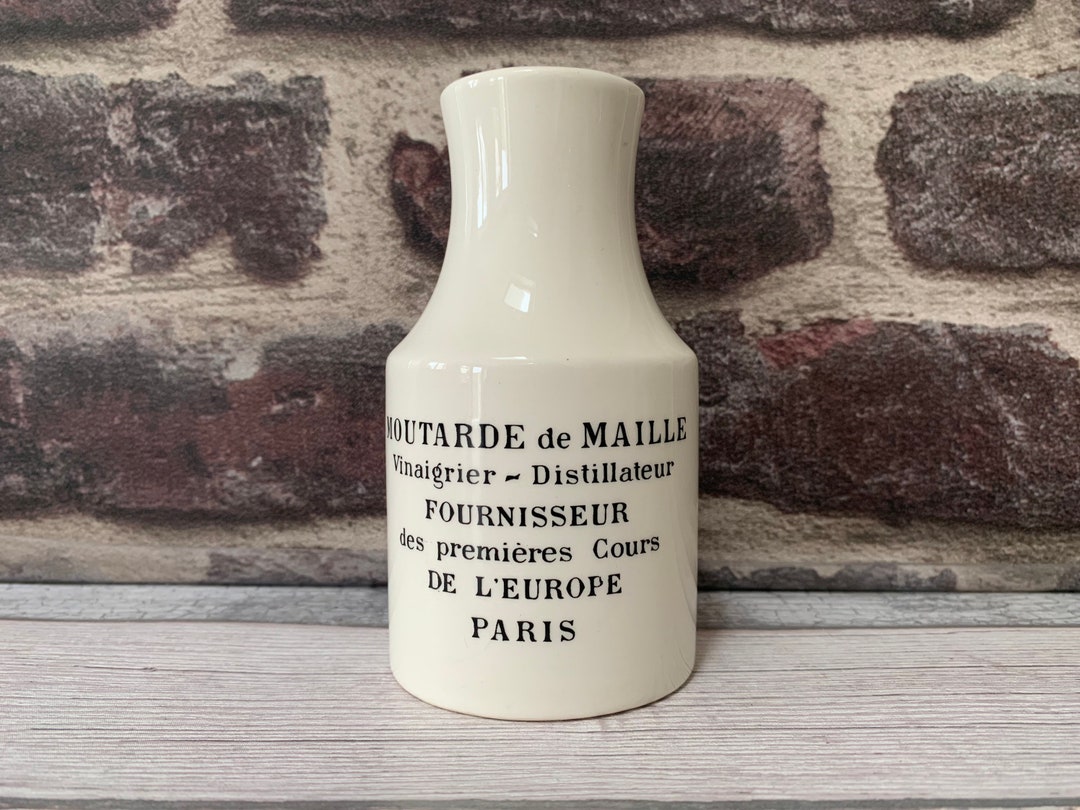 MOUTARDE de MAILLE
Vinaigrier ~ Distillateur
FOURNISSEUR
des premières Cours
DE L'EUROPE
PARIS